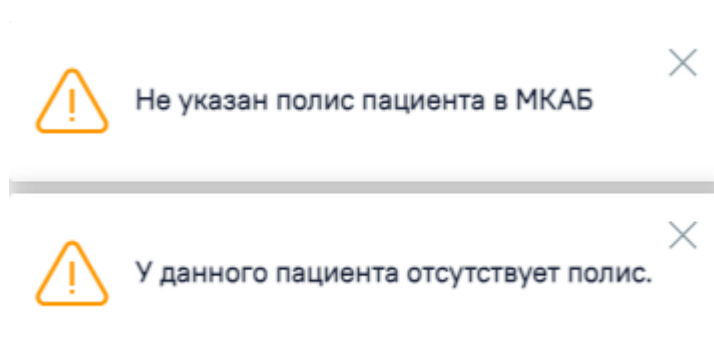 Не указан полис пациента в МКАБ
У данного пациента отсутствует полис.